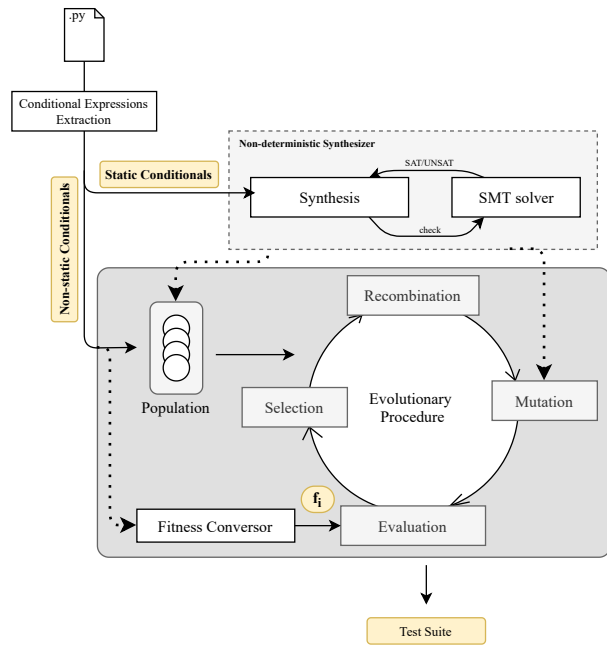 .py
Conditional Expressions
Extraction
Non-deterministic Synthesizer
Static Conditionals
SAT/UNSAT
Synthesis
SMT solver
check
Non-static Conditionals
Recombination
Population
Selection
Evolutionary
Procedure
Mutation
fi
Fitness Conversor
Evaluation
Test Suite